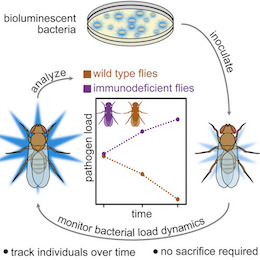 bioluminescent
bacteria
inoculate
analyze
wild type flies
immunodeficient flies
pathogen load
time
monitor bacterial load dynamics
• track individuals over time
• no sacrifice required